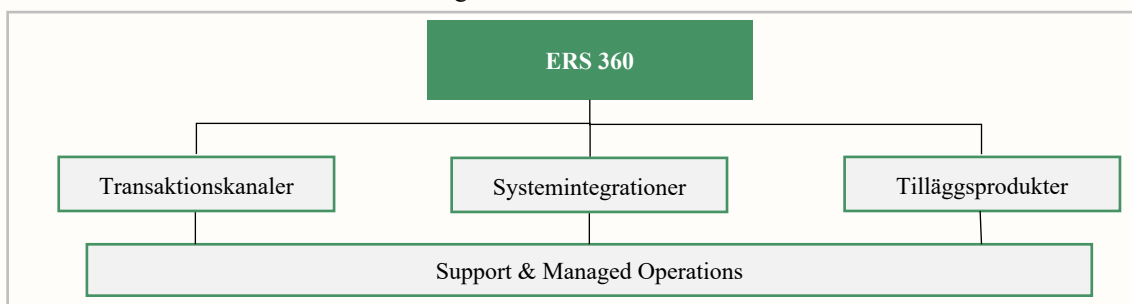 ERS 360
Transaktionskanaler
Systemintegrationer
Tilläggsprodukter
Support & Managed Operations